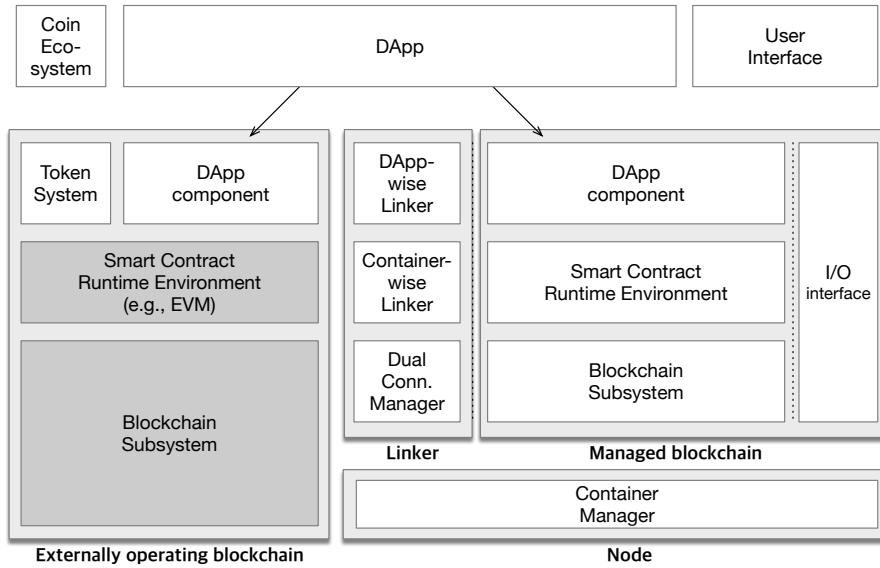 Coin
Eco-
system
DApp
User
Interface
Token
System
DApp
component
Smart Contract
Runtime Environment
(e.g., EVM)
Blockchain
Subsystem
Externally operating blockchain
DApp-
wise
Linker
Container-
wise
Linker
Dual
Conn.
Manager
Linker
DApp
component
Smart Contract
Runtime Environment
Blockchain
Subsystem
I/O
interface
Managed blockchain
Container
Manager
Node